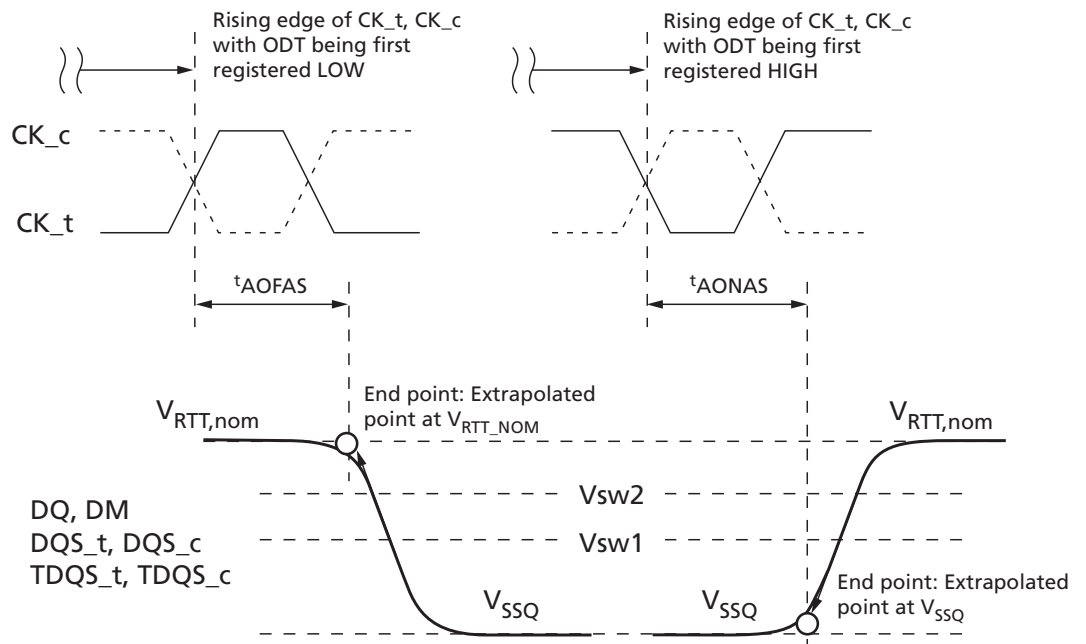 Rising edge of CK_t, CK_c
with ODT being first
registered LOW
Rising edge of CK_t, CK_c
with ODT being first
registered HIGH
CK_c
CK_t
tAOFAS
tAONAS
End point: Extrapolated
point at VRTT_NOM
VRTT,nom
VRTT,nom
Vsw2
DQ, DM
DQS_t, DQS_c
TDQS_t, TDQS_c
Vsw1
VSSQ
VSSQ
End point: Extrapolated
point at VSSQ